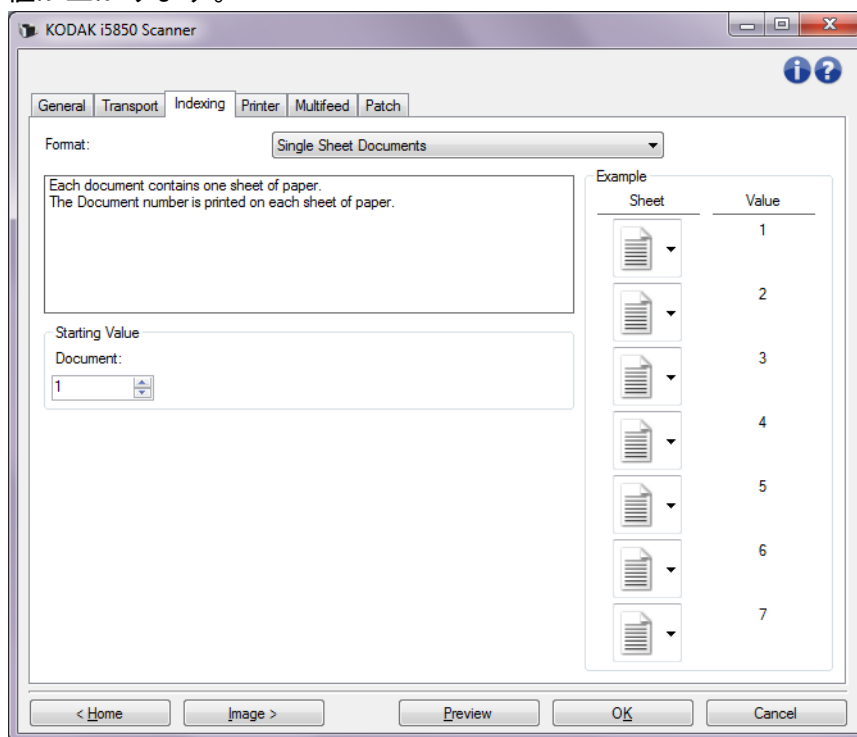 KODAK i5850 Scanner
General Transport Indexing Printer Multifeed Patch
Format: Single Sheet Documents
Each document contains one sheet of paper.
The Document number is printed on each sheet of paper.
Starting Value
Document:
1
Example
Sheet Value
1
2
3
4
5
6
7
< Home Image > Preview OK Cancel